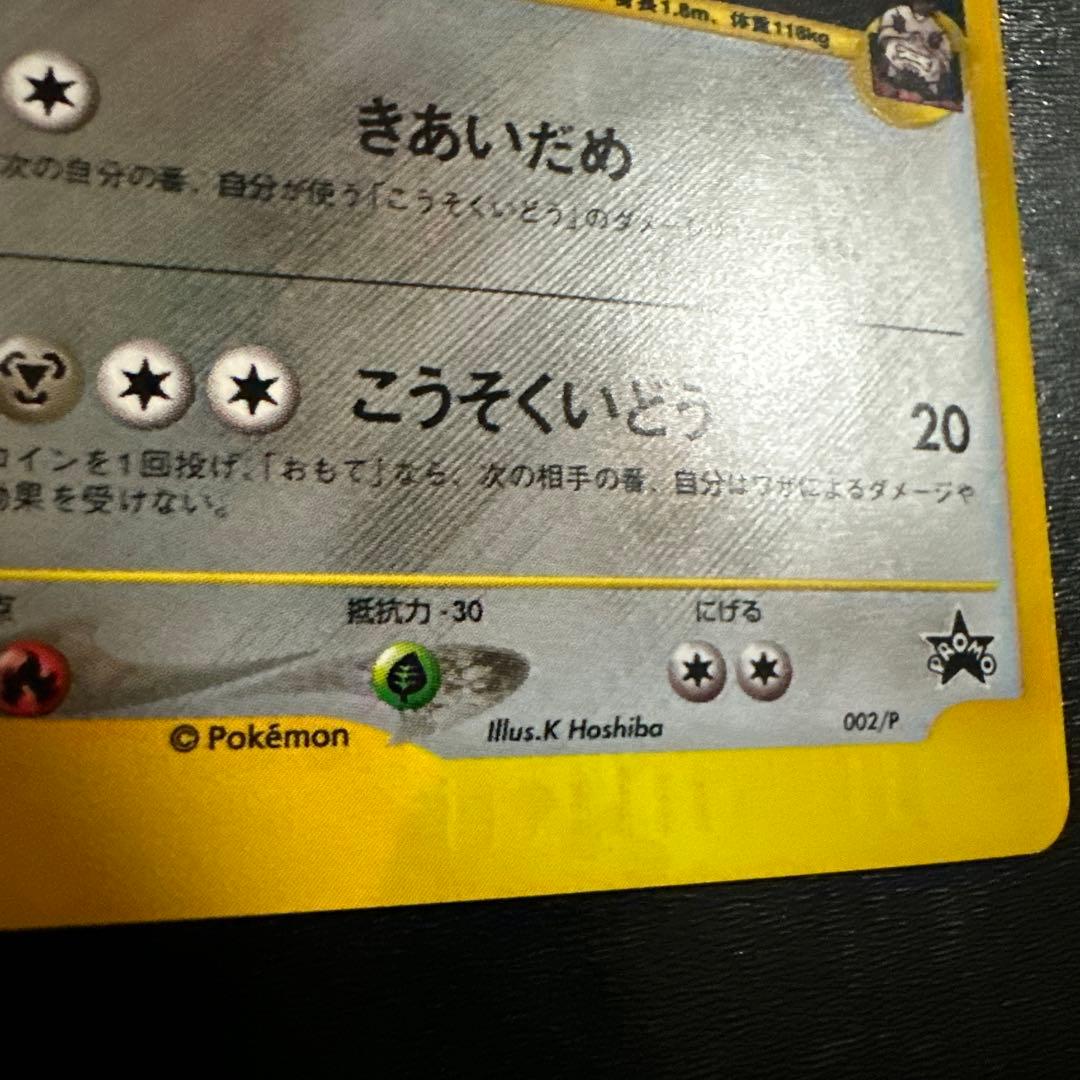 長1.8m、体重118kg
きあいだめ
次の自分の番、自分が使う「こうそくいどう」のダメージ
こうそくいどう 20
コインを1回投げ、「おもて」なら、次の相手の番、自分はワザによるダメージや
効果を受けない。
点 抵抗力 -30 にげる
PROMO
© Pokémon Illus.K Hoshiba 002/P